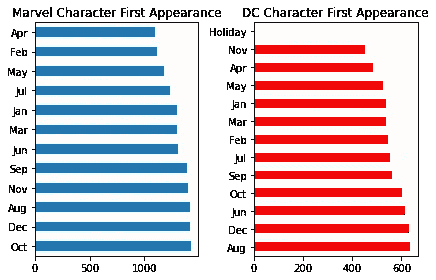 Marvel Character First Appearance
Apr
Feb
May
Jul
Jan
Mar
Jun
Sep
Nov
Aug
Dec
Oct
0 500 1000
DC Character First Appearance
Holiday
Nov
Apr
May
Jan
Mar
Feb
Jul
Sep
Oct
Jun
Dec
Aug
0 200 400 600